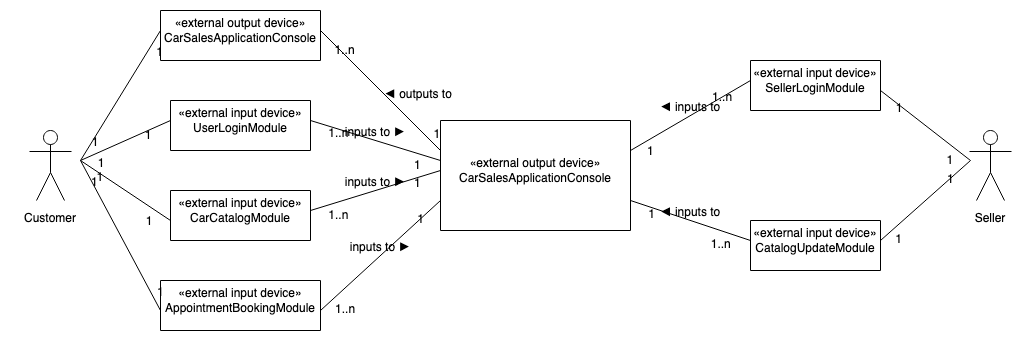 «external output device»
CarSalesApplicationConsole
1
1..n
◄ outputs to
1
1
«external input device»
UserLoginModule
1
1
1..n
inputs to ►
1
«external input device»
CarCatalogModule
1
1
1..n
inputs to ►
1
«external input device»
AppointmentBookingModule
1
1
1..n
inputs to ►
1
Customer
«external output device»
CarSalesApplicationConsole
«external input device»
SellerLoginModule
1..n
◄ inputs to
1
1
1
«external input device»
CatalogUpdateModule
1
◄ inputs to
1..n
1
1
Seller